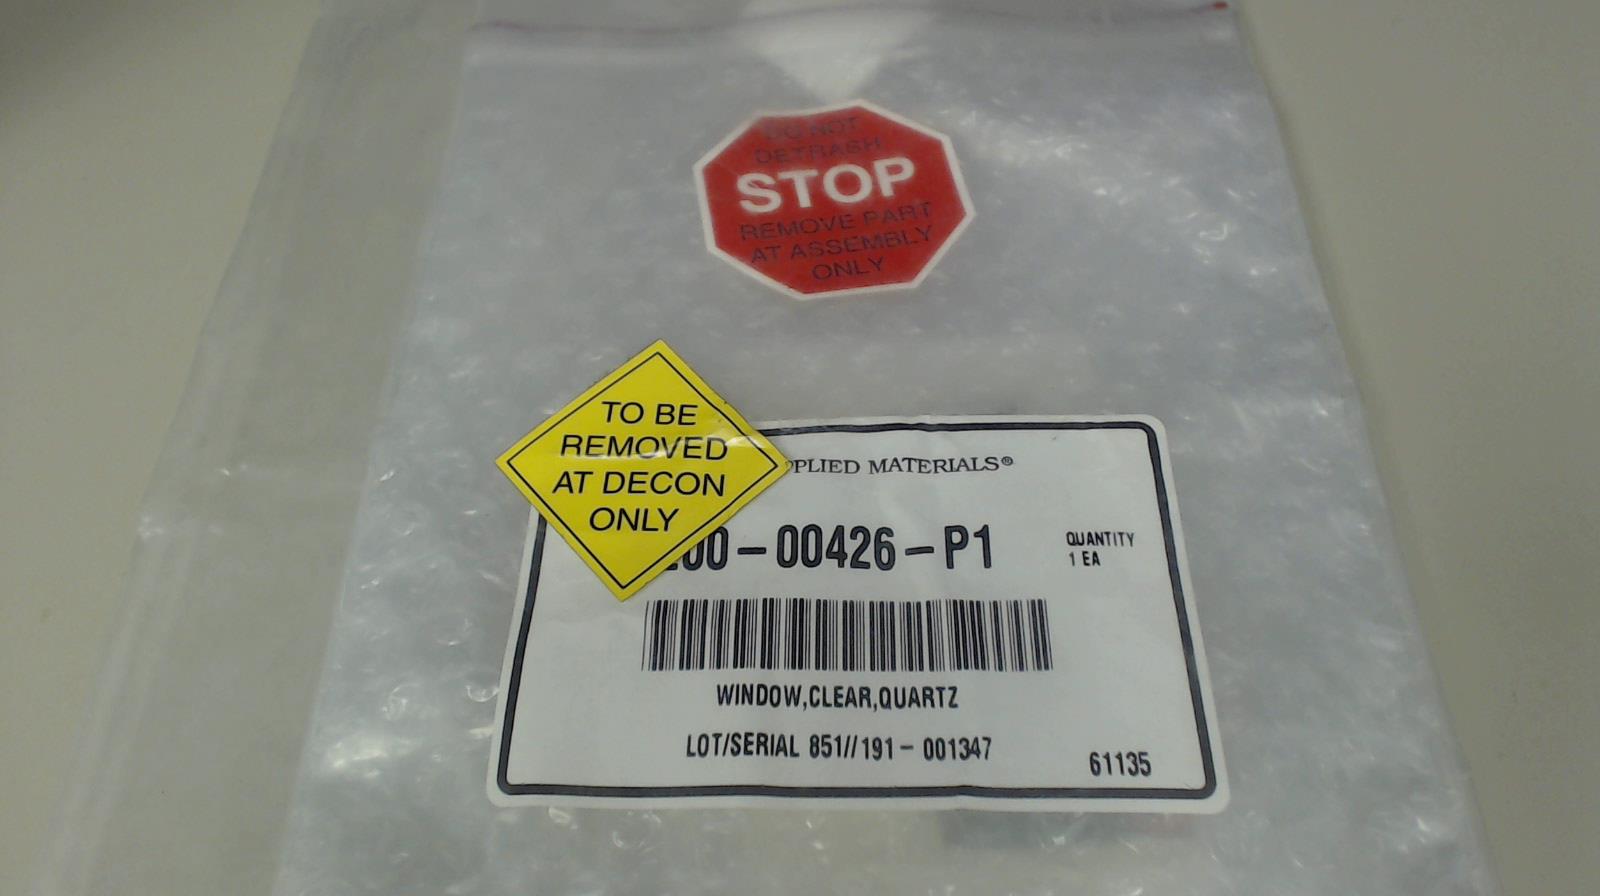 DO NOT
DETRASH
STOP
REMOVE PART
AT ASSEMBLY
ONLY
TO BE
REMOVED
AT DECON
ONLY
PPLIED MATERIALS®
00-00426-P1
QUANTITY
1 EA
WINDOW,CLEAR,QUARTZ
LOT/SERIAL 851//191- 001347
61135